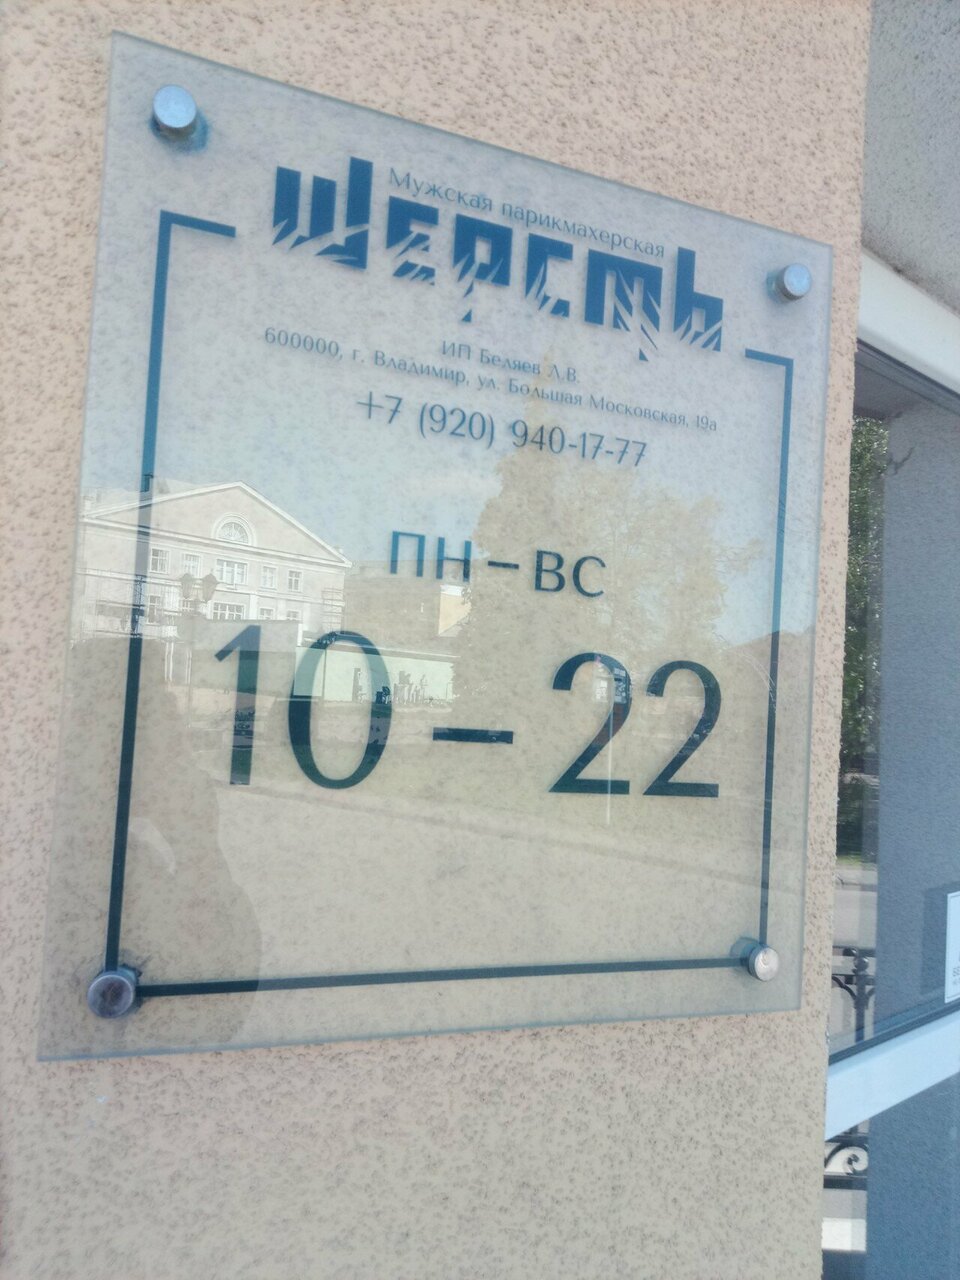 Мужская парикмахерская
шерсть
ИП Беляев Л.В.
600000, г. Владимир, ул. Большая Московская, 19а
+7 (920) 940-17-77
ПН – ВС
10 – 22